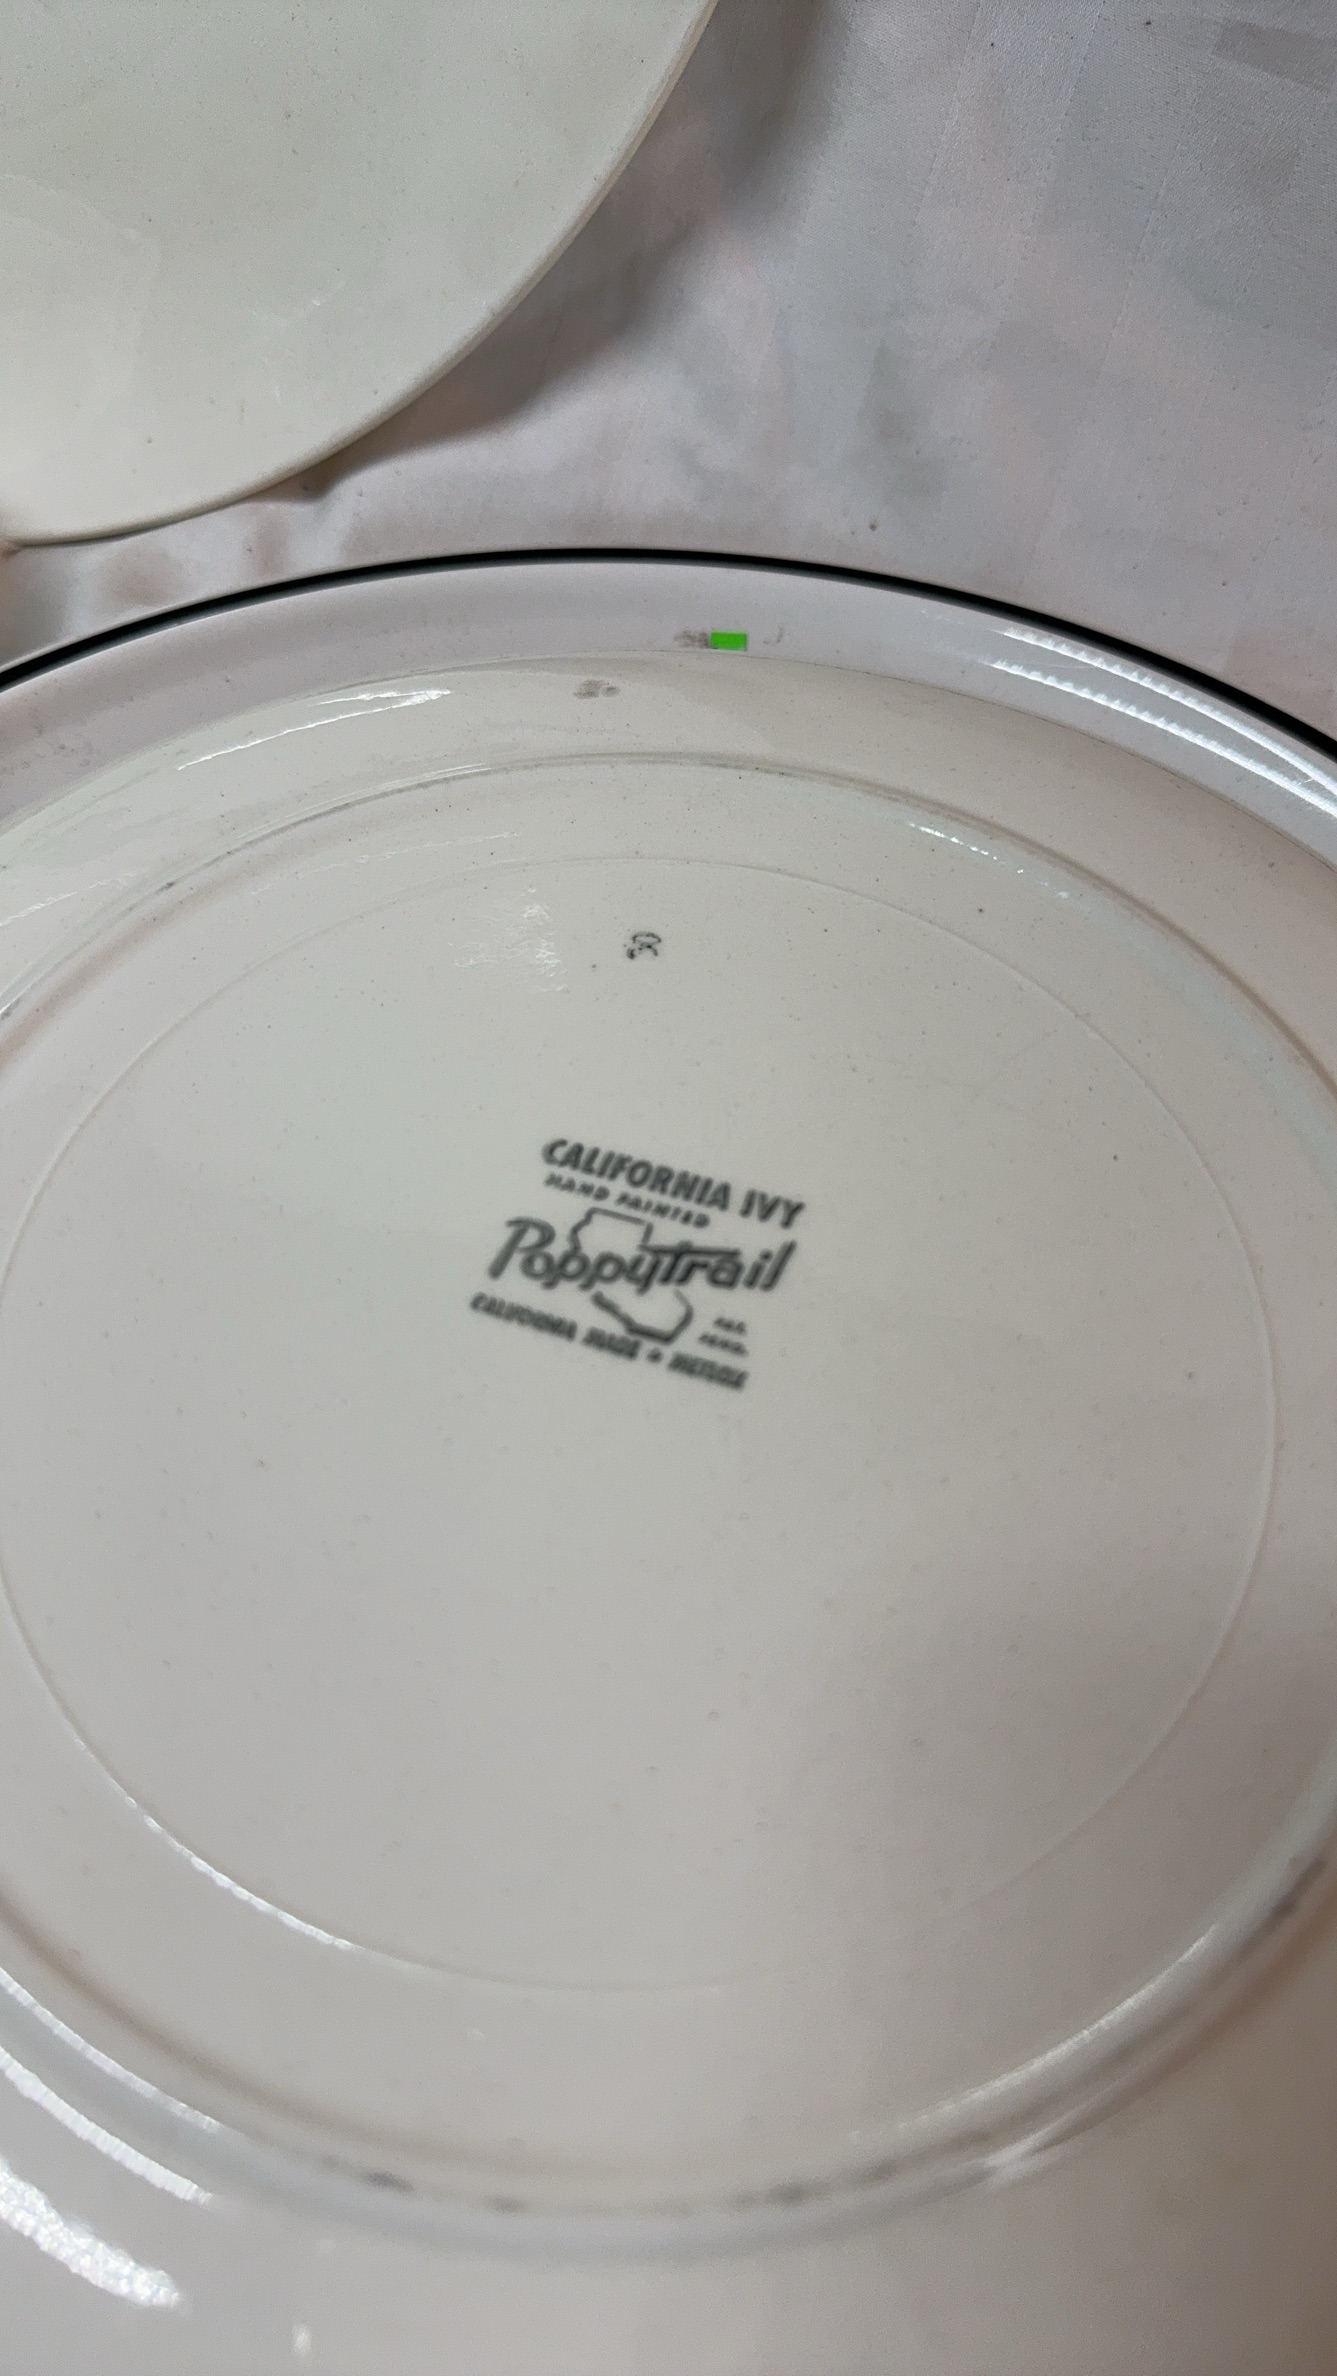 CALIFORNIA IVY
HAND PAINTED
Poppytrail
CALIFORNIA MADE * METLOX